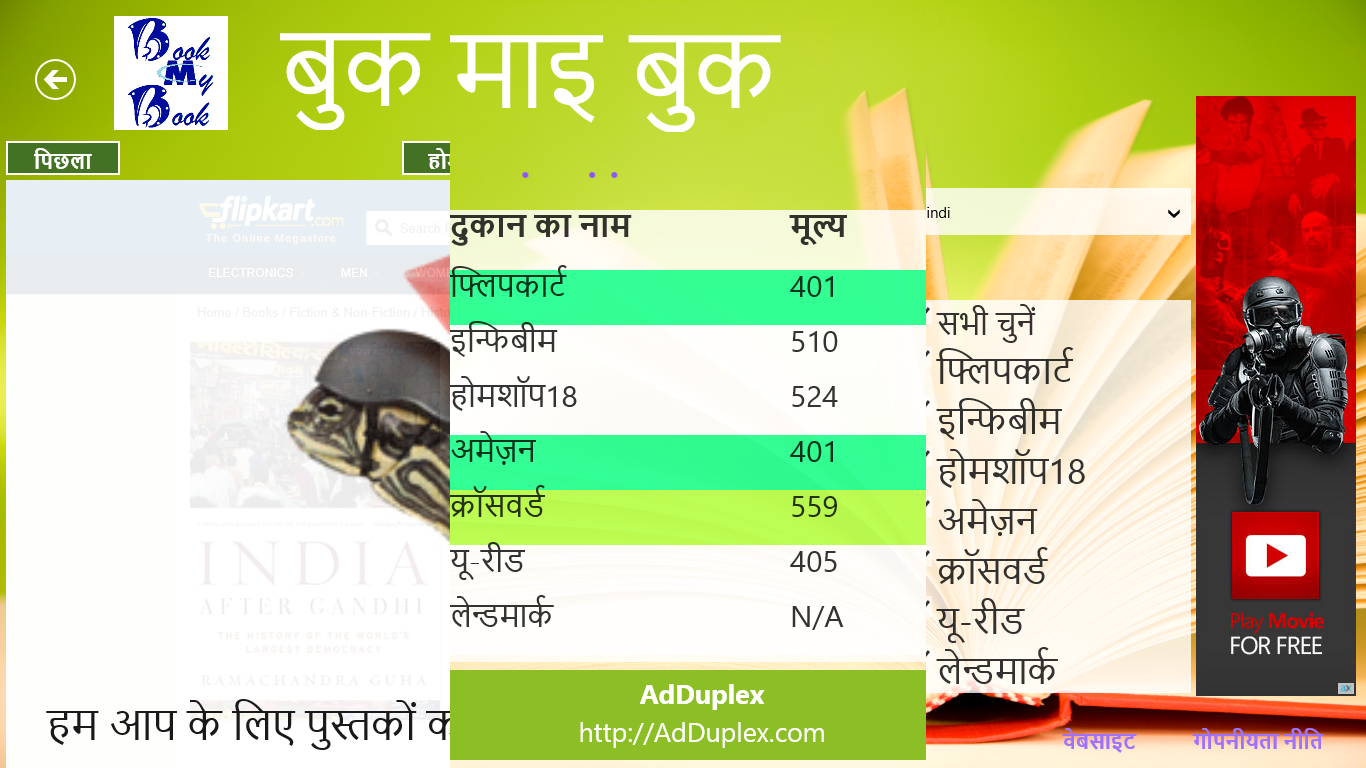 Book
My
Book
बुक माइ बुक
पिछला
flipkart.com
The Online Megastore
Search
ELECTRONICS
MEN
Home / Books / Fiction & Non-Fiction /
INDIA
AFTER GANDHI
THE HISTORY OF THE WORLD'S
LARGEST DEMOCRACY
RAMACHANDRA GUHA
हम आप के लिए पुस्तकों
दुकान का नाम मूल्य
फ्लिपकार्ट 401
इन्फिबीम 510
होमशॉप18 524
अमेज़न 401
क्रॉसवर्ड 559
यू-रीड 405
लेन्डमार्क N/A
AdDuplex
http://AdDuplex.com
सभी चुनें
फ्लिपकार्ट
इन्फिबीम
होमशॉप18
अमेज़न
क्रॉसवर्ड
यू-रीड
लेन्डमार्क
Play Movie
FOR FREE
वेबसाइट
गोपनीयता नीति